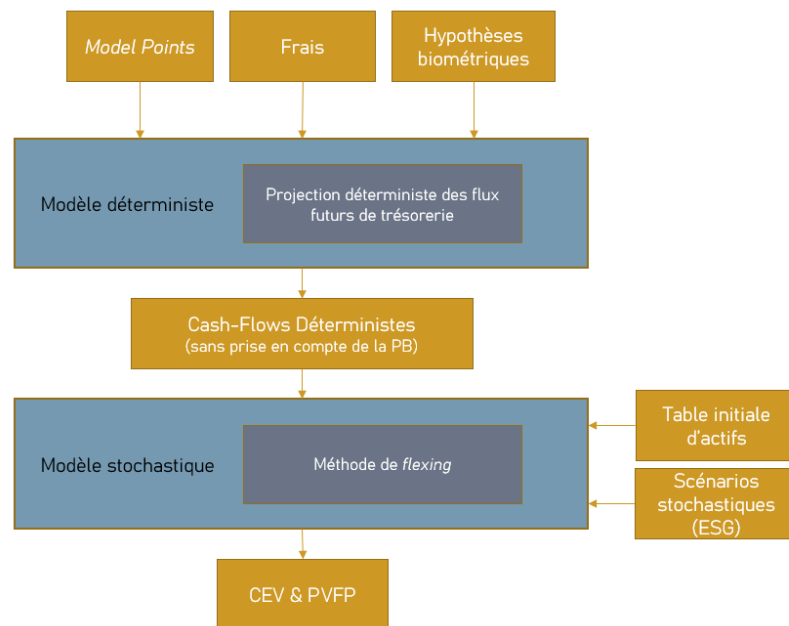 Model Points
Frais
Hypothèses
biométriques
Modèle déterministe
Projection déterministe des flux
futurs de trésorerie
Cash-Flows Déterministes
(sans prise en compte de la PB)
Modèle stochastique
Méthode de flexing
Table initiale
d'actifs
Scénarios
stochastiques
(ESG)
CEV & PVFP